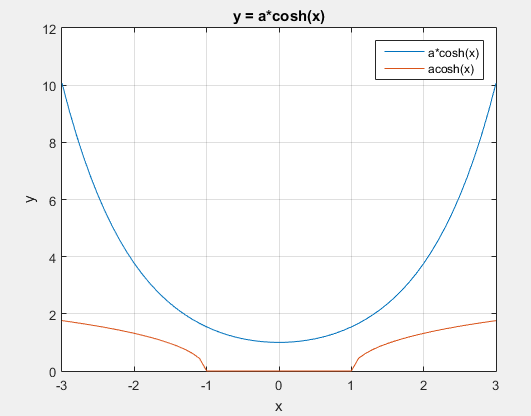 y = a*cosh(x)
12
10
8
6
4
2
0
y
a*cosh(x)
acosh(x)
-3
-2
-1
0
1
2
3
x